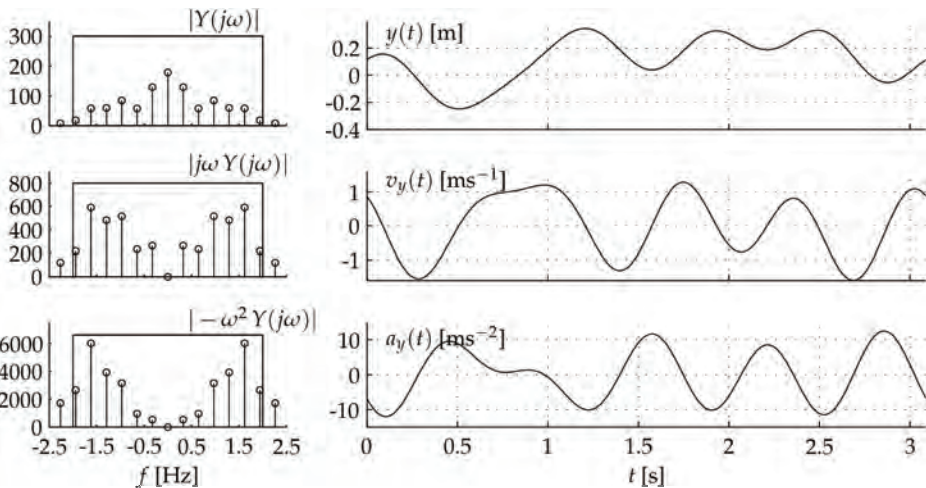 |Y(jω)|
300
200
100
0
y(t) [m]
0.2
0
-0.2
-0.4
|jω Y(jω)|
800
600
400
200
0
v_y(t) [ms⁻¹]
1
0
-1
|−ω² Y(jω)|
6000
4000
2000
0
-2.5 -1.5 -0.5 0.5 1.5 2.5
f [Hz]
a_y(t) [ms⁻²]
10
0
-10
0 0.5 1 1.5 2 2.5 3
t [s]